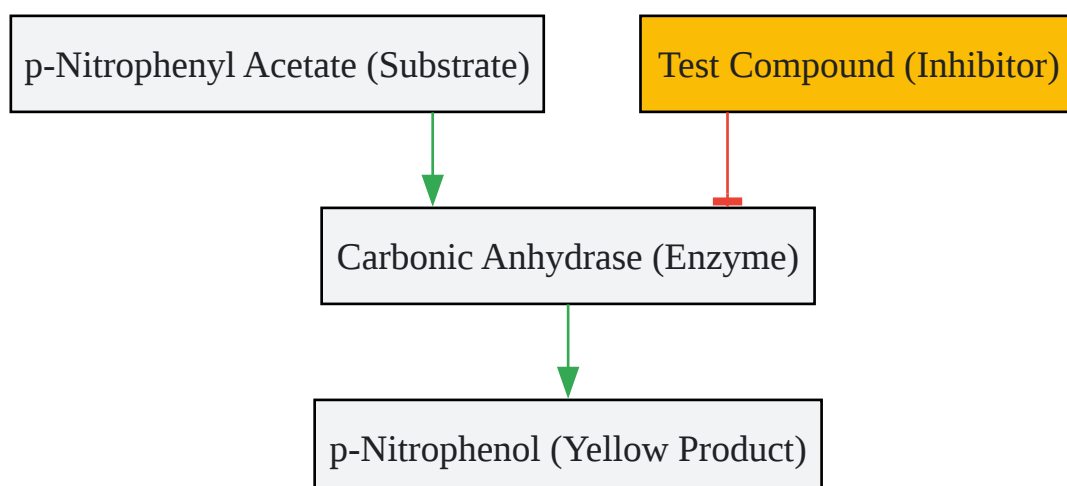 p-Nitrophenyl Acetate (Substrate)
Test Compound (Inhibitor)
Carbonic Anhydrase (Enzyme)
p-Nitrophenol (Yellow Product)